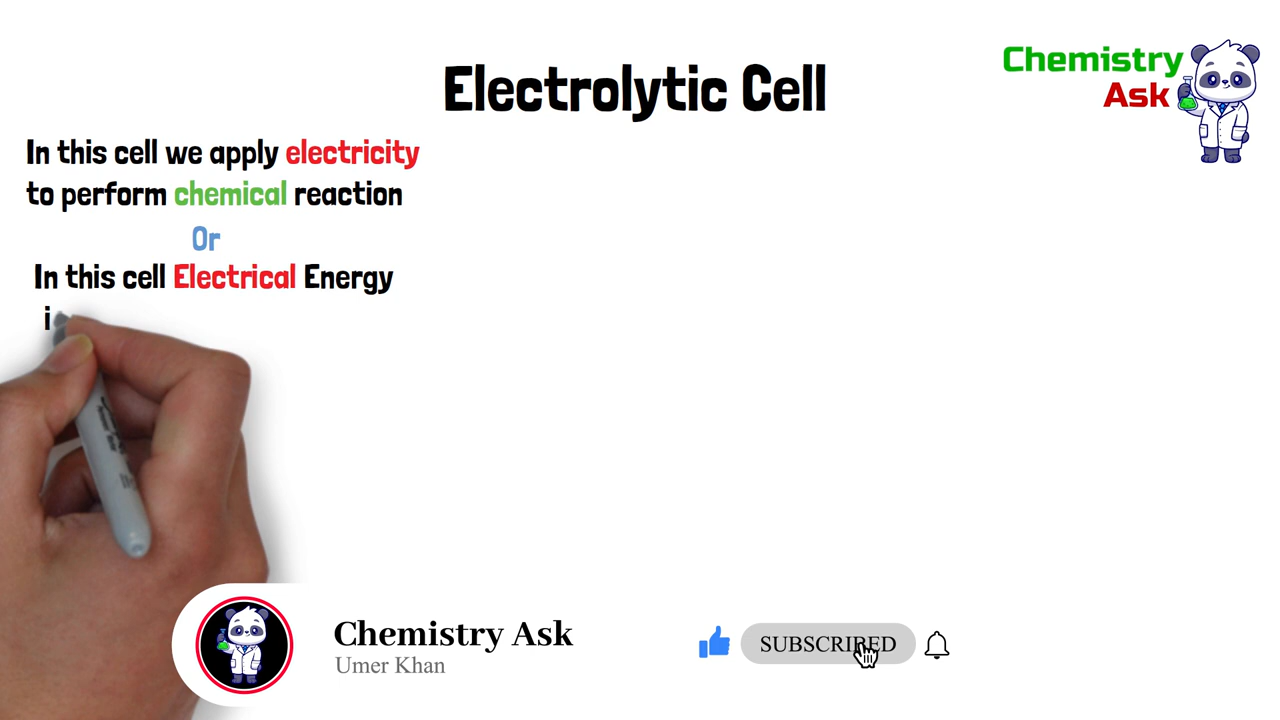 Electrolytic Cell
Chemistry
Ask
In this cell we apply electricity
to perform chemical reaction
Or
In this cell Electrical Energy
i
Chemistry Ask
Umer Khan
SUBSCRIBED